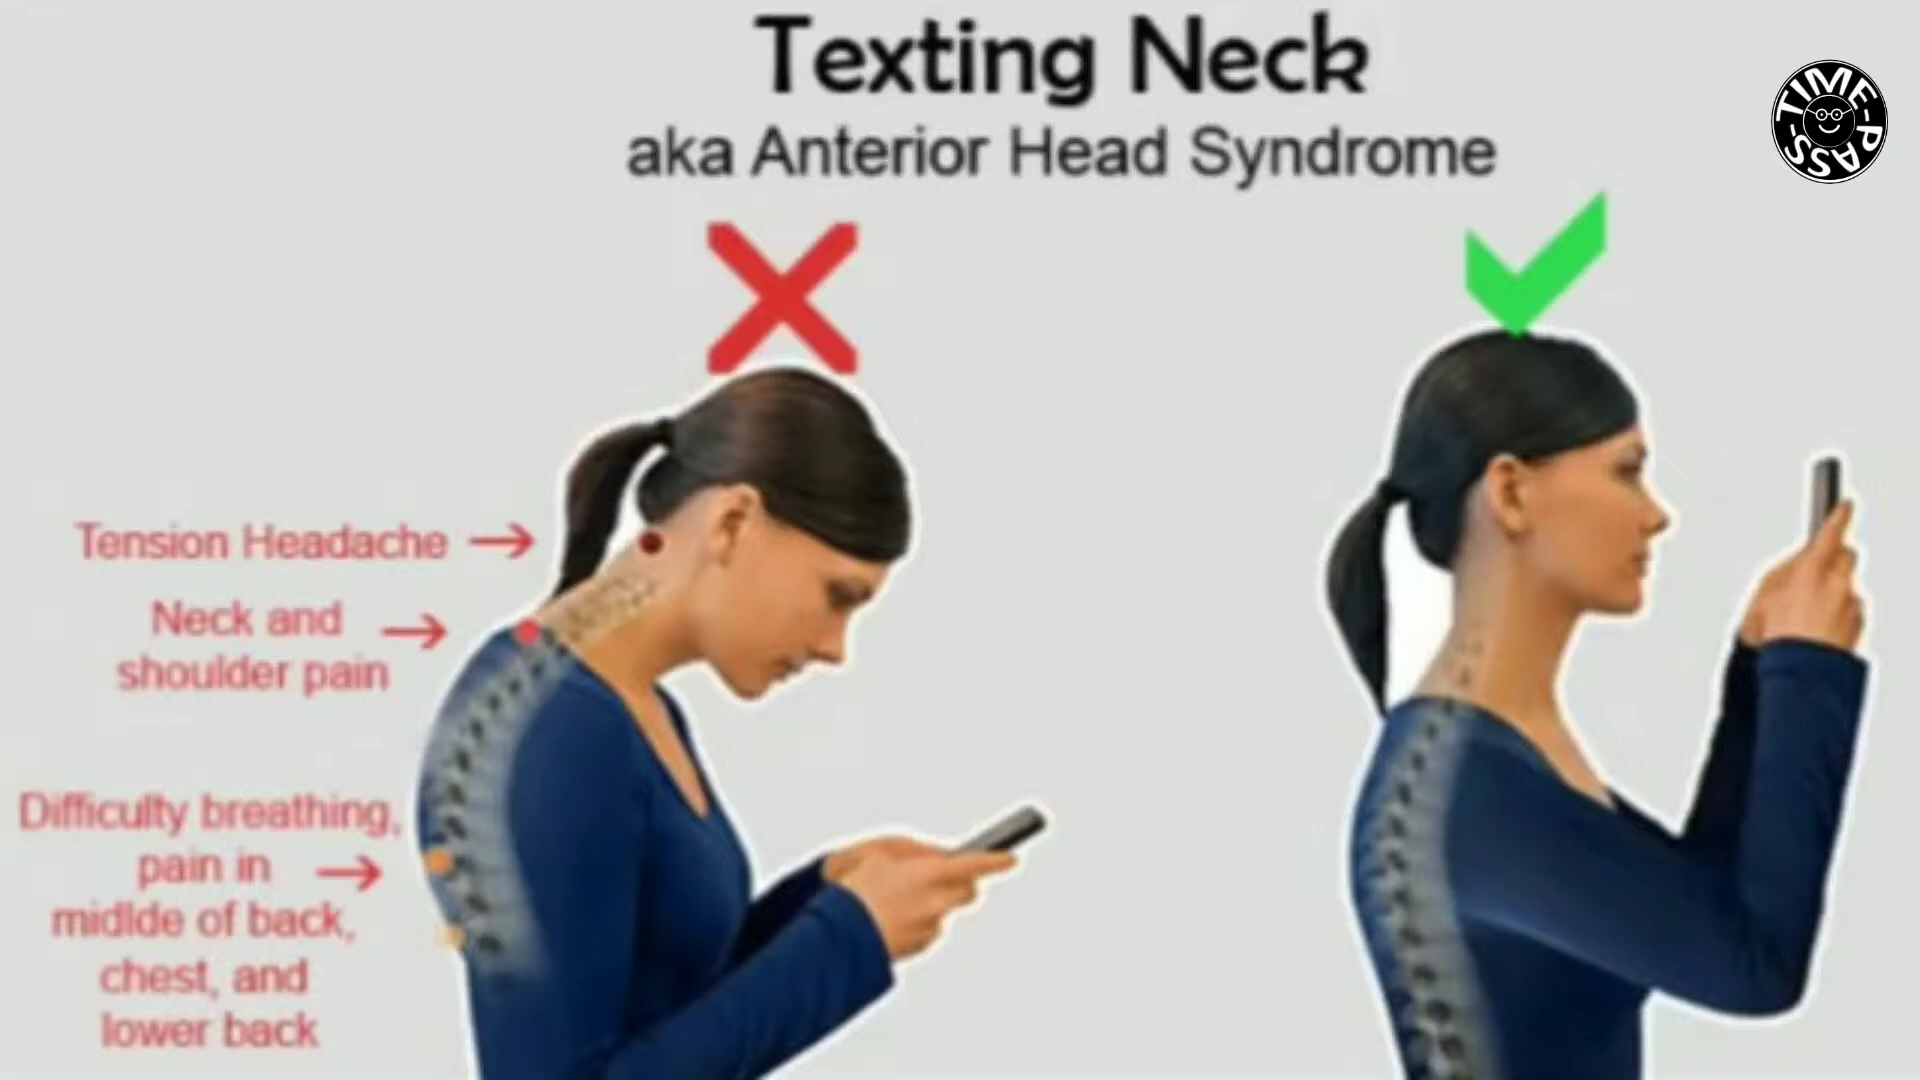 Texting Neck
aka Anterior Head Syndrome
TIME-PASS-
Tension Headache
Neck and
shoulder pain
Difficulty breathing,
pain in
midlde of back,
chest, and
lower back